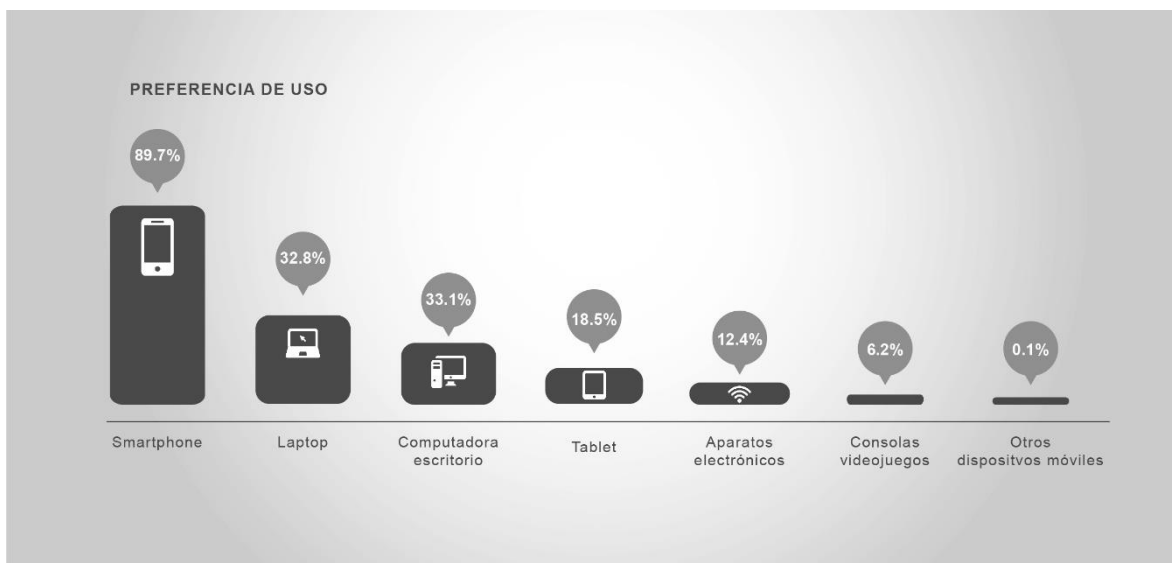 PREFERENCIA DE USO
89.7%
32.8%
33.1%
18.5%
12.4%
6.2%
0.1%
Smartphone
Laptop
Computadora
escritorio
Tablet
Aparatos
electrónicos
Consolas
videojuegos
Otros
dispositvos móviles